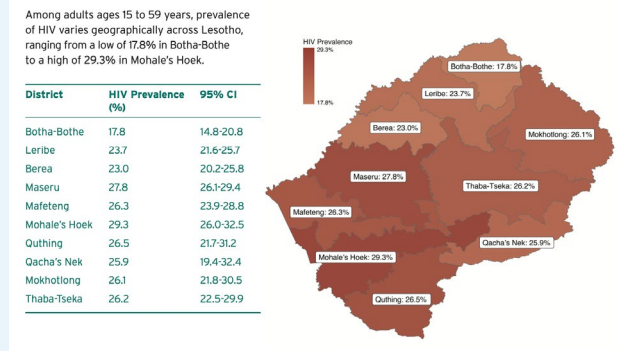 Among adults ages 15 to 59 years, prevalence
of HIV varies geographically across Lesotho,
ranging from a low of 17.8% in Botha-Bothe
to a high of 29.3% in Mohale's Hoek.
District HIV Prevalence (%) 95% CI
Botha-Bothe 17.8 14.8-20.8
Leribe 23.7 21.6-25.7
Berea 23.0 20.2-25.8
Maseru 27.8 26.1-29.4
Mafeteng 26.3 23.9-28.8
Mohale's Hoek 29.3 26.0-32.5
Quthing 26.5 21.7-31.2
Qacha's Nek 25.9 19.4-32.4
Mokhotlong 26.1 21.8-30.5
Thaba-Tseka 26.2 22.5-29.9
HIV Prevalence
29.3%
17.8%
Botha-Bothe: 17.8%
Leribe: 23.7%
Berea: 23.0%
Mokhotlong: 26.1%
Maseru: 27.8%
Thaba-Tseka: 26.2%
Mafeteng: 26.3%
Qacha's Nek: 25.9%
Mohale's Hoek: 29.3%
Quthing: 26.5%